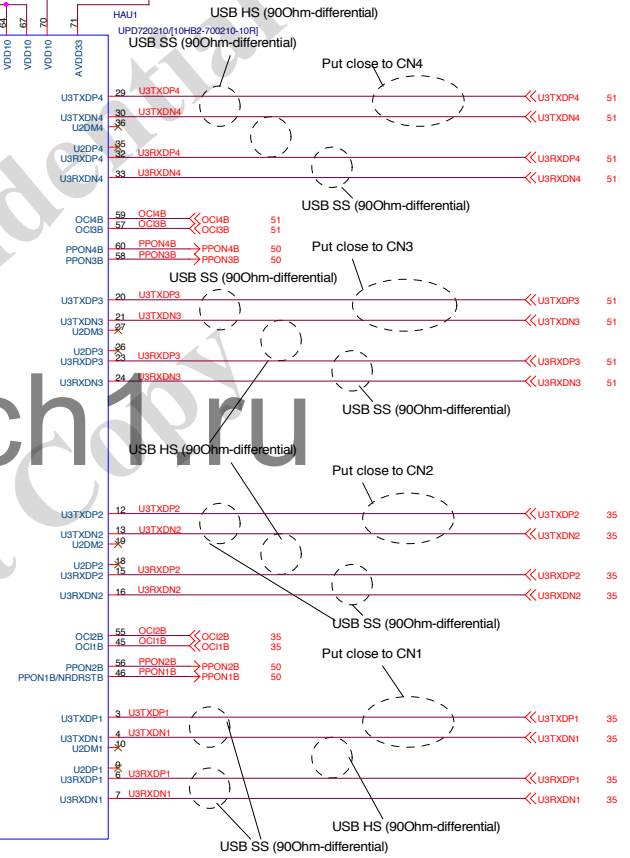 USB HS (90Ohm-differential)
HAU1
UPD720210/[10HB2-700210-10R]
USB SS (90Ohm-differential)
64 67 70 71
VDD10 VDD10 VDD10 AVDD33
Put close to CN4
U3TXDP4 29 U3TXDP4 U3TXDP4 51
U3TXDN4 30 U3TXDN4 U3TXDN4 51
U2DM4 36
U2DP4 35
U3RXDP4 32 U3RXDP4 U3RXDP4 51
U3RXDN4 33 U3RXDN4 U3RXDN4 51
USB SS (90Ohm-differential)
OCI4B 59 OCI4B OCI4B 51
OCI3B 57 OCI3B OCI3B 51
PPON4B 60 PPON4B PPON4B 50
PPON3B 58 PPON3B PPON3B 50
Put close to CN3
USB SS (90Ohm-differential)
U3TXDP3 20 U3TXDP3 U3TXDP3 51
U3TXDN3 21 U3TXDN3 U3TXDN3 51
U2DM3 27
U2DP3 26
U3RXDP3 23 U3RXDP3 U3RXDP3 51
U3RXDN3 24 U3RXDN3 U3RXDN3 51
USB SS (90Ohm-differential)
ch1.ru
USB HS (90Ohm-differential)
Put close to CN2
U3TXDP2 12 U3TXDP2 U3TXDP2 35
U3TXDN2 13 U3TXDN2 U3TXDN2 35
U2DM2 19
U2DP2 18
U3RXDP2 15 U3RXDP2 U3RXDP2 35
U3RXDN2 16 U3RXDN2 U3RXDN2 35
USB SS (90Ohm-differential)
OCI2B 55 OCI2B OCI2B 35
OCI1B 45 OCI1B OCI1B 35
Put close to CN1
PPON2B 56 PPON2B PPON2B 50
PPON1B/NRDRSTB 46 PPON1B PPON1B 50
U3TXDP1 3 U3TXDP1 U3TXDP1 35
U3TXDN1 4 U3TXDN1 U3TXDN1 35
U2DM1 10
U2DP1 9
U3RXDP1 6 U3RXDP1 U3RXDP1 35
U3RXDN1 7 U3RXDN1 U3RXDN1 35
USB HS (90Ohm-differential)
USB SS (90Ohm-differential)
Copy